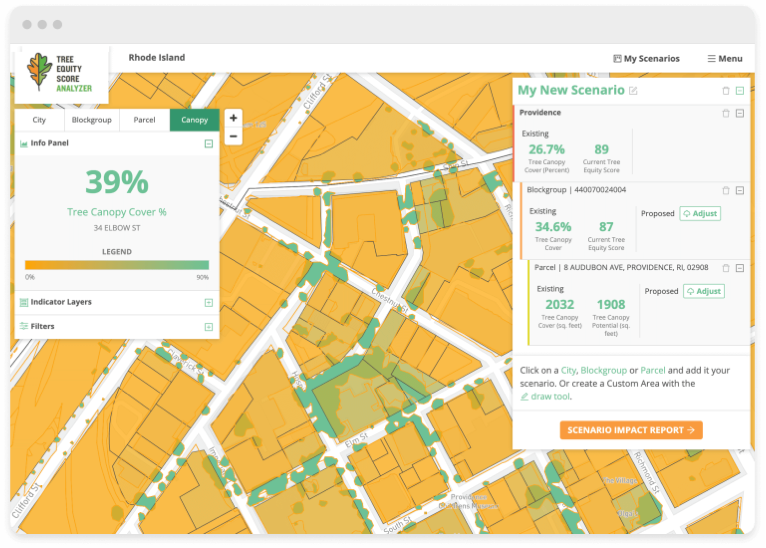 TREE
EQUITY
SCORE
ANALYZER
Rhode Island
My Scenarios
Menu
City
Blockgroup
Parcel
Canopy
+
−
Info Panel
39%
Tree Canopy Cover %
34 ELBOW ST
LEGEND
0%
90%
Indicator Layers
Filters
My New Scenario
Providence
Existing
26.7%
89
Tree Canopy
Cover (Percent)
Current Tree
Equity Score
Blockgroup | 440070024004
Existing
34.6%
87
Tree Canopy
Cover
Current Tree
Equity Score
Proposed
Adjust
Parcel | 8 AUDUBON AVE, PROVIDENCE, RI, 02908
Existing
2032
1908
Tree Canopy
Cover (sq. feet)
Tree Canopy
Potential (sq.
feet)
Proposed
Adjust
Click on a City, Blockgroup or Parcel and add it your
scenario. Or create a Custom Area with the
draw tool.
SCENARIO IMPACT REPORT →
Clifford St
Chestnut St
Elm St
Clifford St
South St
Richmond St